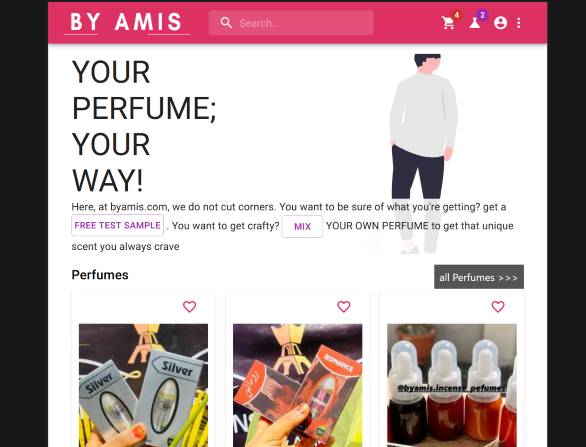 BY AMIS
Search...
4
2
YOUR
PERFUME;
YOUR
WAY!
Here, at byamis.com, we do not cut corners. You want to be sure of what you're getting? get a
FREE TEST SAMPLE . You want to get crafty? MIX YOUR OWN PERFUME to get that unique
scent you always crave
Perfumes
all Perfumes >>>
Silver
Silver
ROMANCE
@byamis.incense_pefumes